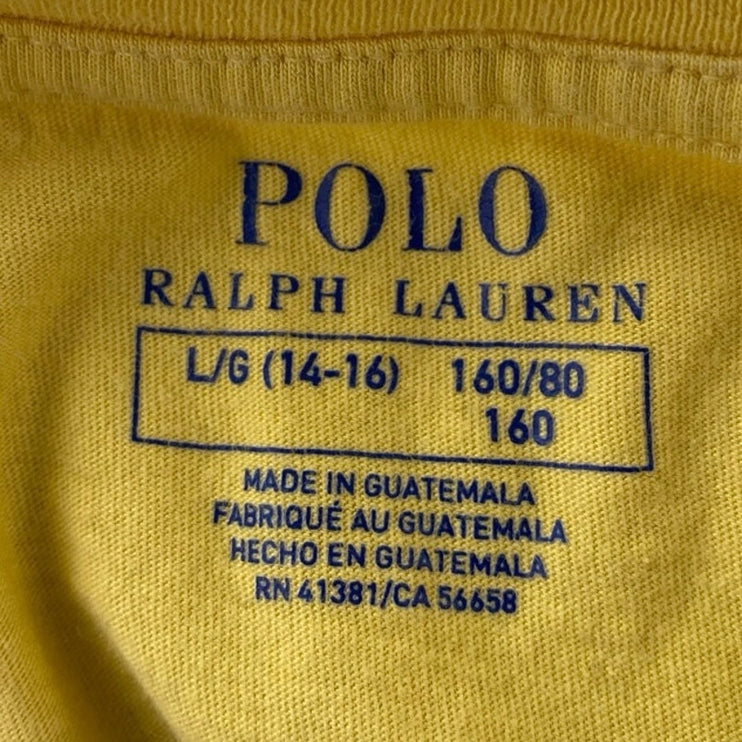 POLO
RALPH LAUREN
L/G (14-16) 160/80
160
MADE IN GUATEMALA
FABRIQUÉ AU GUATEMALA
HECHO EN GUATEMALA
RN 41381/CA 56658